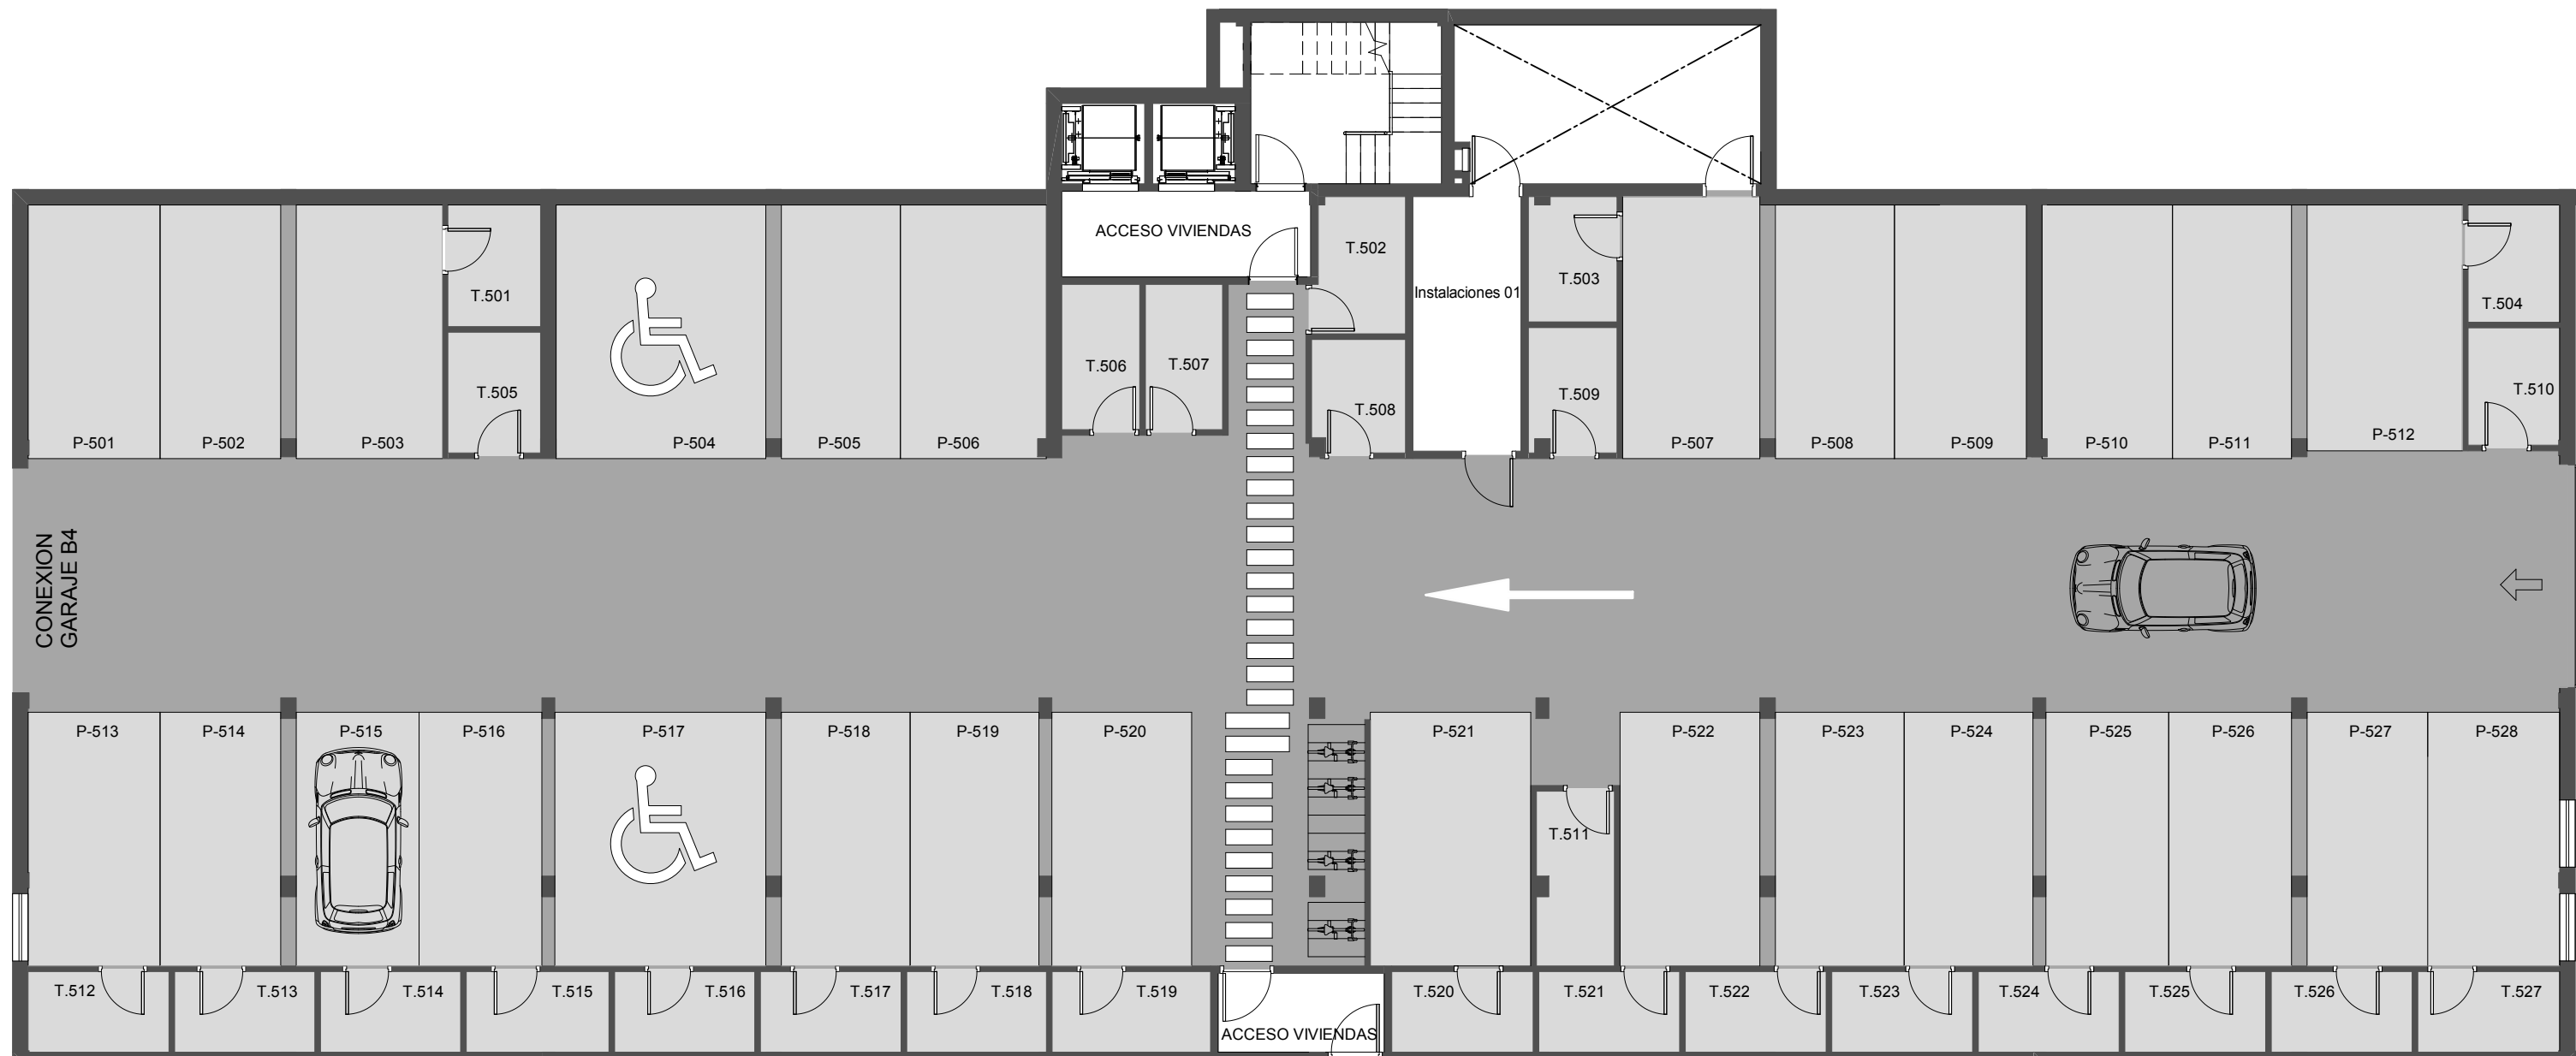 ACCESO VIVIENDAS
T.502
T.503
T.501
Instalaciones 01
T.504
T.506
T.507
T.505
T.508
T.509
T.510
P-501
P-502
P-503
P-504
P-505
P-506
P-507
P-508
P-509
P-510
P-511
P-512
CONEXION
GARAJE B4
P-513
P-514
P-515
P-516
P-517
P-518
P-519
P-520
P-521
P-522
P-523
P-524
P-525
P-526
P-527
P-528
T.511
T.512
T.513
T.514
T.515
T.516
T.517
T.518
T.519
T.520
T.521
T.522
T.523
T.524
T.525
T.526
T.527
ACCESO VIVIENDAS